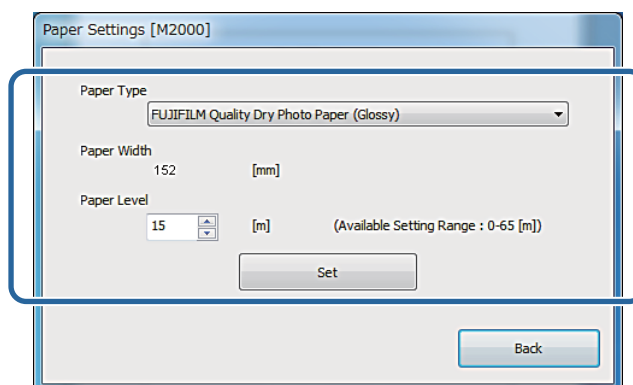 Paper Settings [M2000]
Paper Type
FUJIFILM Quality Dry Photo Paper (Glossy)
Paper Width
152 [mm]
Paper Level
15 [m] (Available Setting Range : 0-65 [m])
Set
Back